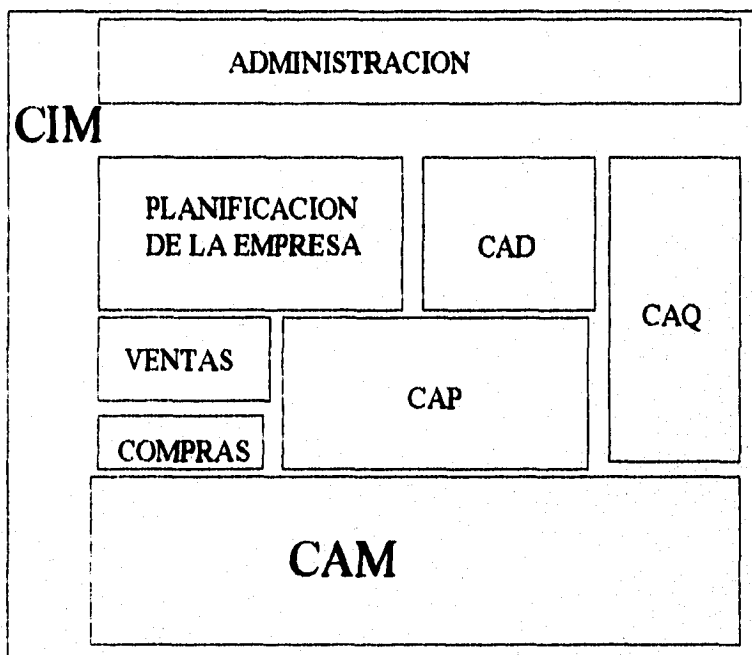 ADMINISTRACION
CIM
PLANIFICACION
DE LA EMPRESA
CAD
CAQ
VENTAS
CAP
COMPRAS
CAM